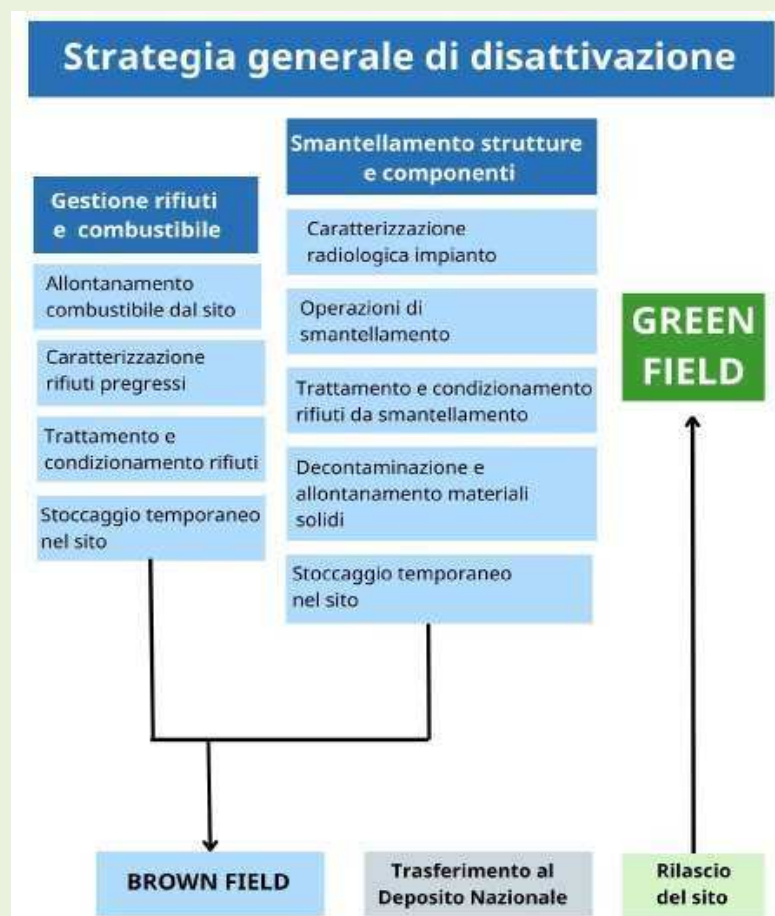 Strategia generale di disattivazione
Gestione rifiuti
e combustibile
Allontanamento
combustibile dal sito
Caratterizzazione
rifiuti pregressi
Trattamento e
condizionamento rifiuti
Stoccaggio temporaneo
nel sito
Smantellamento strutture
e componenti
Caratterizzazione
radiologica impianto
Operazioni di
smantellamento
Trattamento e condizionamento
rifiuti da smantellamento
Decontaminazione e
allontanamento materiali
solidi
Stoccaggio temporaneo
nel sito
GREEN
FIELD
BROWN FIELD
Trasferimento al
Deposito Nazionale
Rilascio
del sito